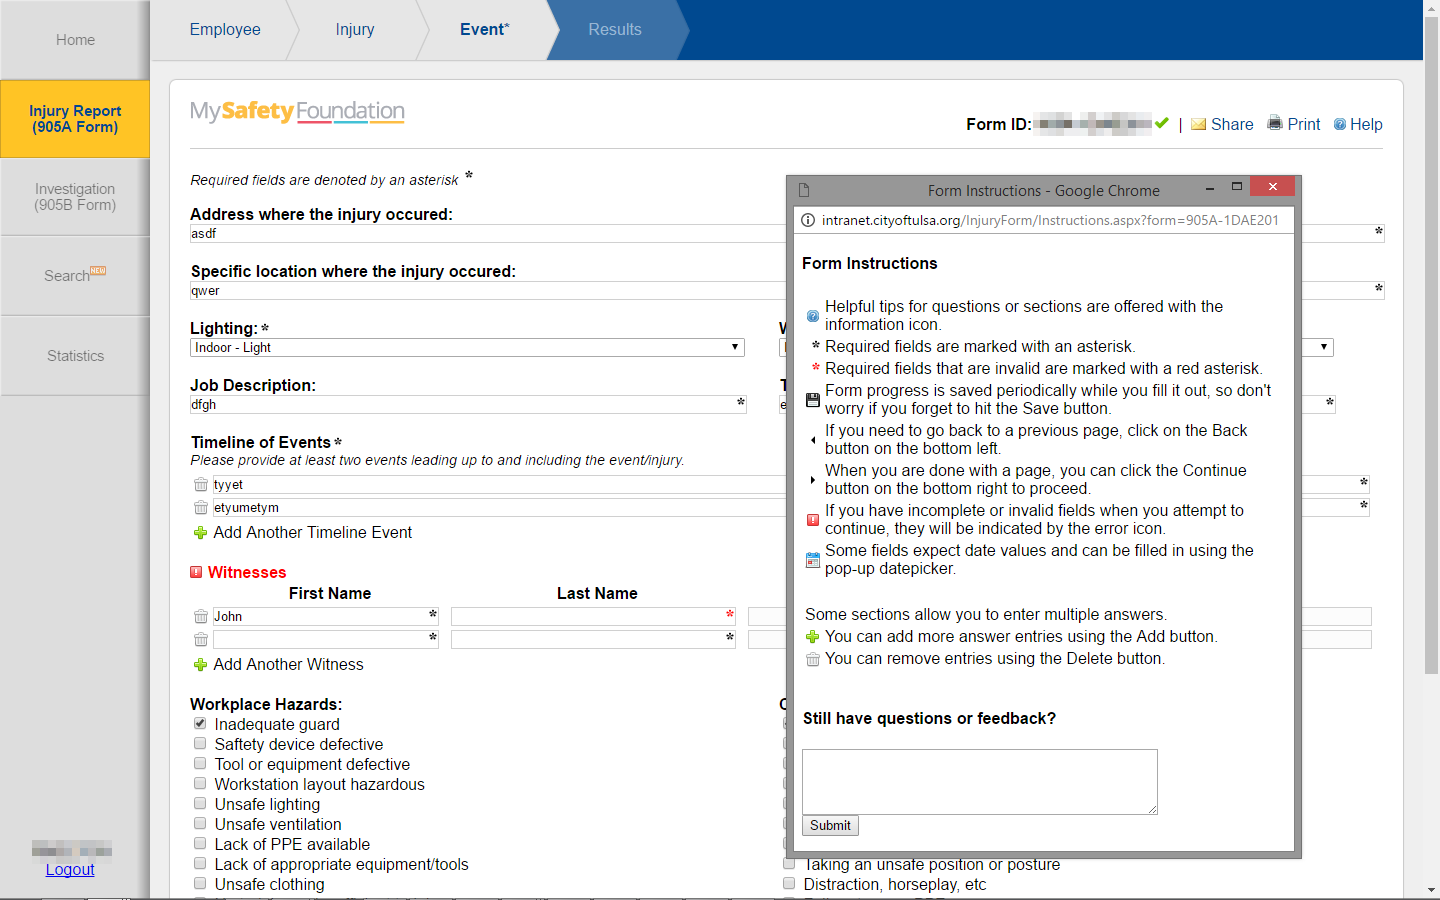 Home
Injury Report
(905A Form)
Investigation
(905B Form)
Search NEW
Statistics
Logout
Employee
Injury
Event*
Results
MySafetyFoundation
Form ID:
| Share Print Help
Required fields are denoted by an asterisk *
Address where the injury occured:
asdf *
Specific location where the injury occured:
qwer *
Lighting: *
Indoor - Light
Job Description:
dfgh * *
Timeline of Events *
Please provide at least two events leading up to and including the event/injury.
tyyet *
etyumetym *
Add Another Timeline Event
Witnesses
First Name Last Name
John * *
* *
Add Another Witness
Workplace Hazards:
Inadequate guard
Saftety device defective
Tool or equipment defective
Workstation layout hazardous
Unsafe lighting
Unsafe ventilation
Lack of PPE available
Lack of appropriate equipment/tools
Unsafe clothing
Taking an unsafe position or posture
Distraction, horseplay, etc
Form Instructions - Google Chrome
intranet.cityoftulsa.org/InjuryForm/Instructions.aspx?form=905A-1DAE201
Form Instructions
Helpful tips for questions or sections are offered with the
information icon.
* Required fields are marked with an asterisk.
* Required fields that are invalid are marked with a red asterisk.
Form progress is saved periodically while you fill it out, so don't
worry if you forget to hit the Save button.
If you need to go back to a previous page, click on the Back
button on the bottom left.
When you are done with a page, you can click the Continue
button on the bottom right to proceed.
If you have incomplete or invalid fields when you attempt to
continue, they will be indicated by the error icon.
Some fields expect date values and can be filled in using the
pop-up datepicker.
Some sections allow you to enter multiple answers.
You can add more answer entries using the Add button.
You can remove entries using the Delete button.
Still have questions or feedback?
Submit